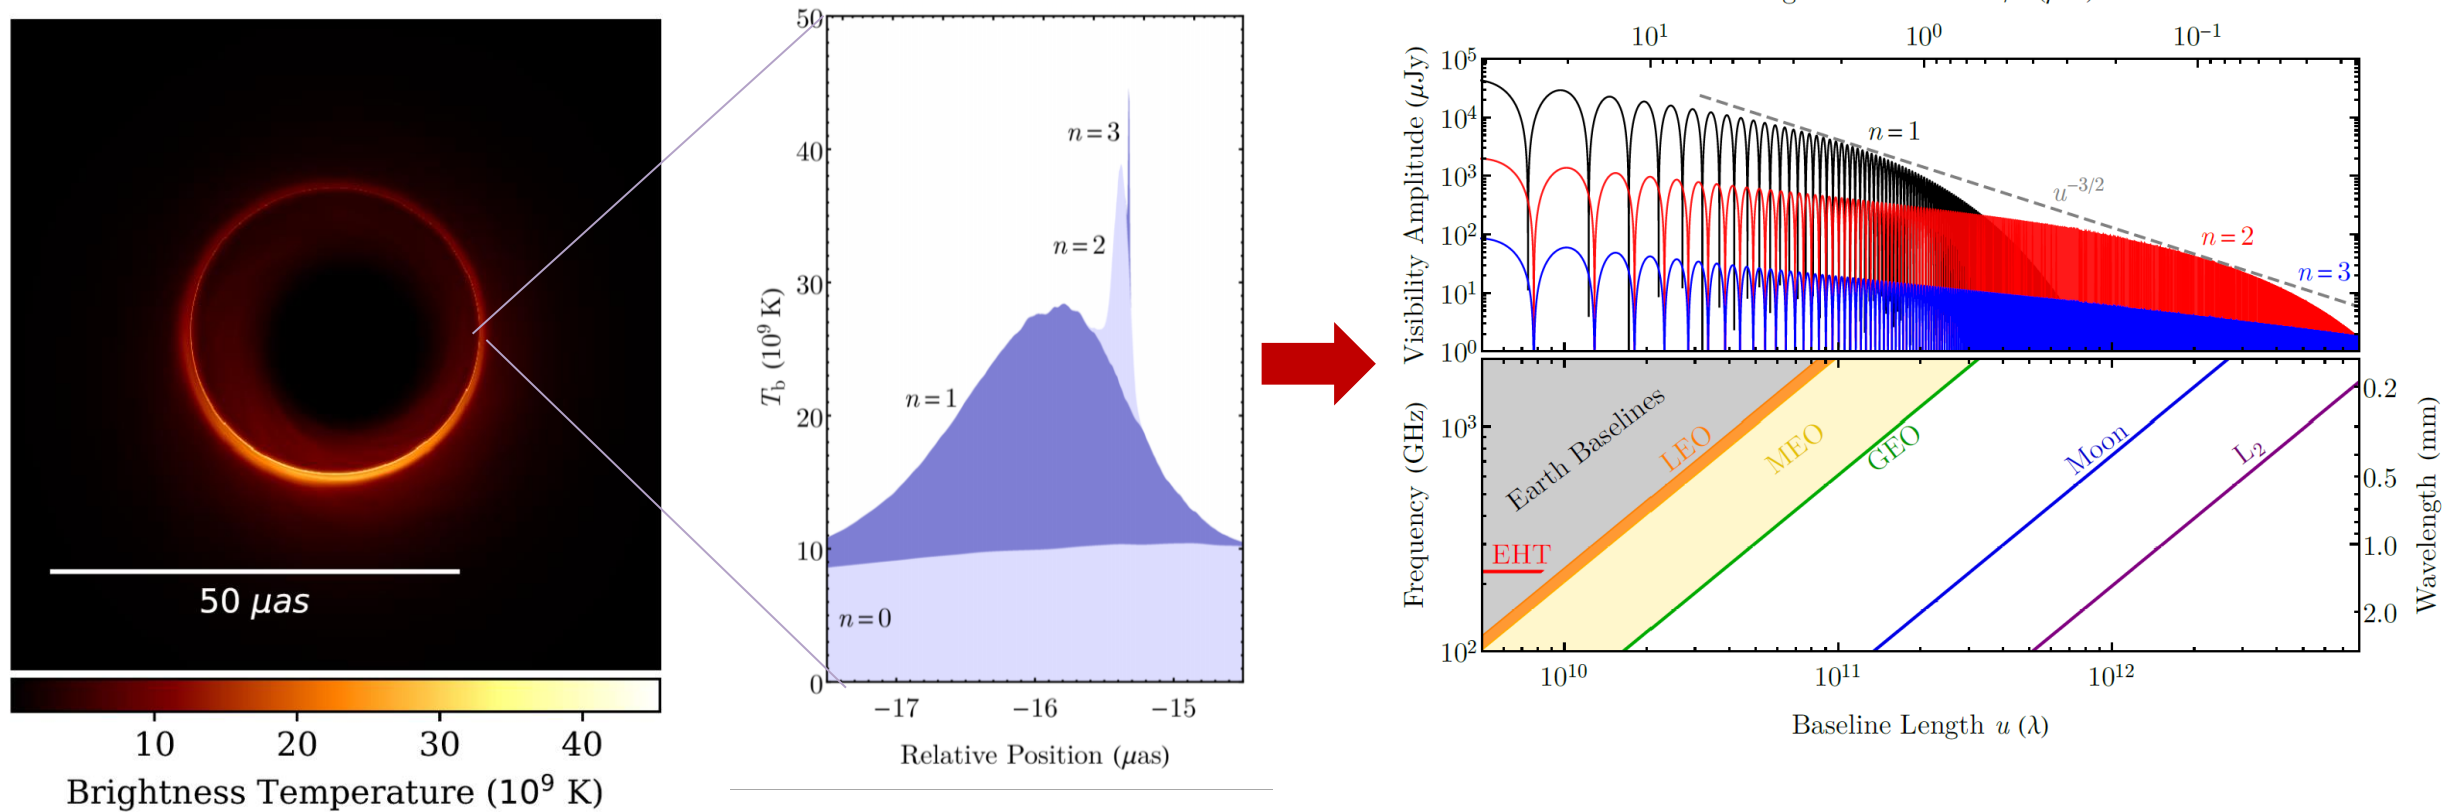 50 μas
10 20 30 40
Brightness Temperature (10⁹ K)
50
40
30
20
10
0
T_b (10⁹ K)
n=3
n=2
n=1
n=0
−17 −16 −15
Relative Position (μas)
10¹ 10⁰ 10⁻¹
10⁵
10⁴
10³
10²
10¹
10⁰
Visibility Amplitude (μJy)
n=1
u⁻³/²
n=2
n=3
10³
10²
Frequency (GHz)
Earth Baselines
LEO
MEO
GEO
Moon
L₂
EHT
0.2
0.5
1.0
2.0
Wavelength (mm)
10¹⁰ 10¹¹ 10¹²
Baseline Length u (λ)